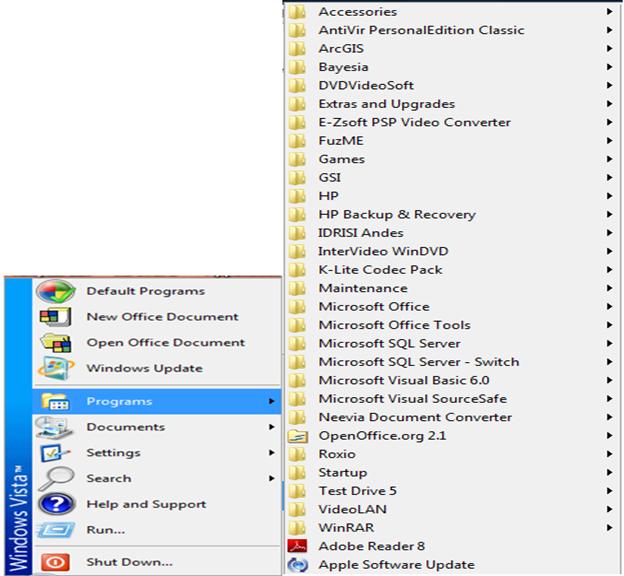 Accessories
AntiVir PersonalEdition Classic
ArcGIS
Bayesia
DVDVideoSoft
Extras and Upgrades
E-Zsoft PSP Video Converter
FuzME
Games
GSI
HP
HP Backup & Recovery
IDRISI Andes
InterVideo WinDVD
K-Lite Codec Pack
Maintenance
Microsoft Office
Microsoft Office Tools
Microsoft SQL Server
Microsoft SQL Server - Switch
Microsoft Visual Basic 6.0
Microsoft Visual SourceSafe
Neevia Document Converter
OpenOffice.org 2.1
Roxio
Startup
Test Drive 5
VideoLAN
WinRAR
Adobe Reader 8
Apple Software Update
Default Programs
New Office Document
Open Office Document
Windows Update
Programs
Documents
Settings
Search
Help and Support
Run...
Shut Down...
Windows Vista™